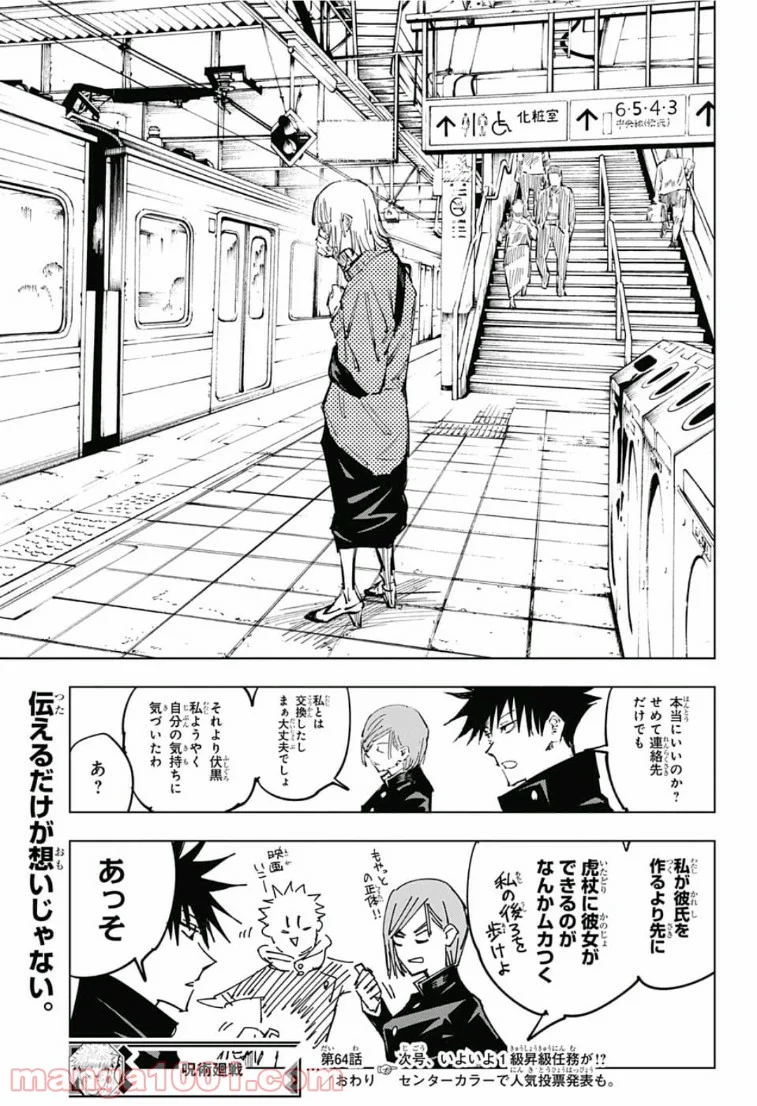 化粧室
6・5・4・3
本当にいいのか？
せめて連絡先
だけでも
私とは
交換したし
まぁ大丈夫でしょ
それより伏黒
私ようやく
自分の気持ちに
気づいたわ
あ？
私が彼氏を
作るより先に
虎杖に彼女が
できるのが
なんかムカつく
私の後ろを
歩けよ
もやっと
の正体!!
映画
いこー
あっそ
伝えるだけが想いじゃない。
呪術廻戦
第64話
おわり
次号、いよいよ1級昇級任務が!?
センターカラーで人気投票発表も。
manga1001.com